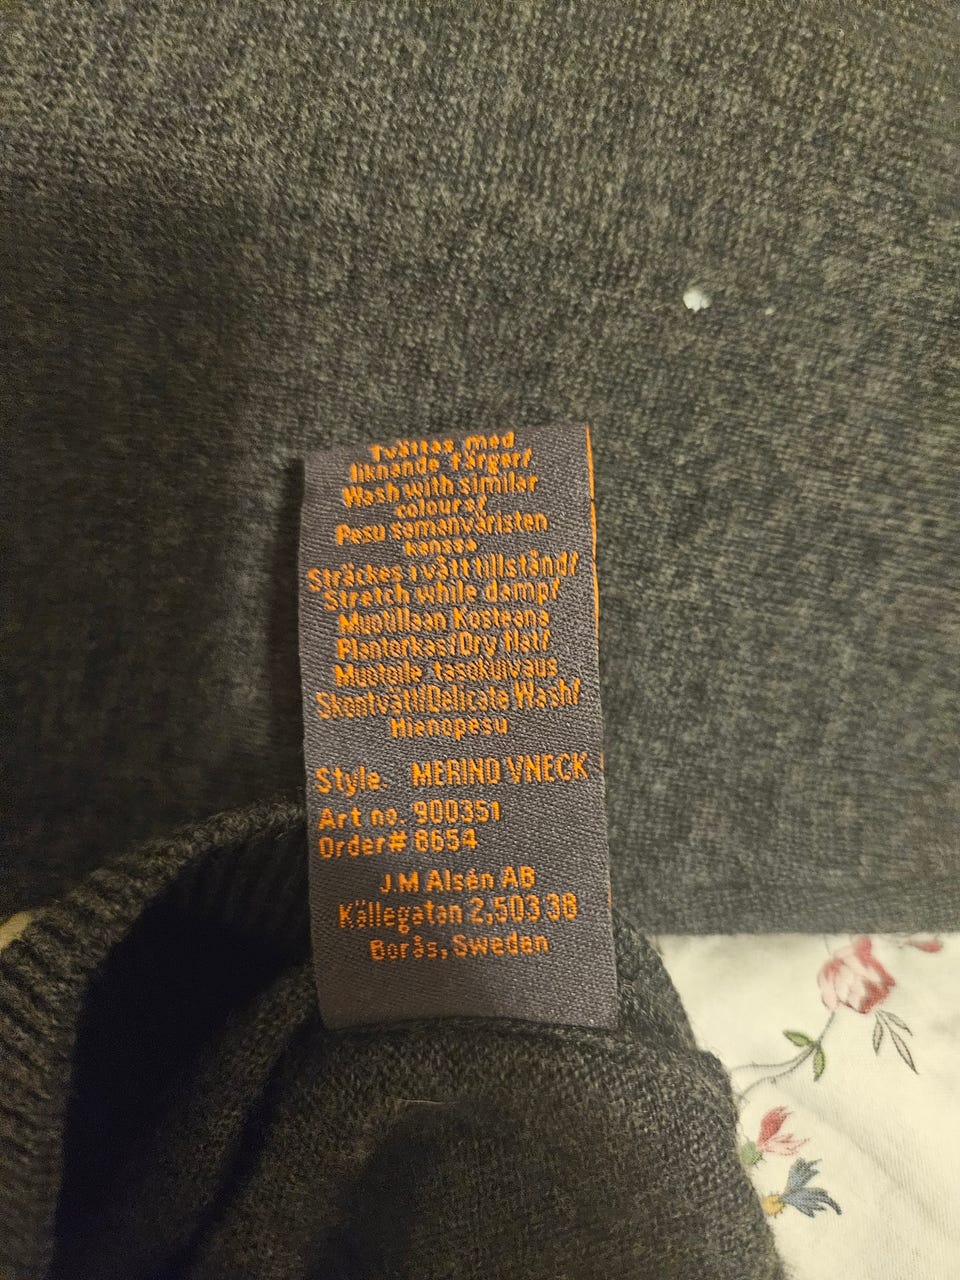 Tvättas med
liknande färger/
Wash with similar
colours/
Pesu samanväristen
kanssa
Sträckes i vått tillstånd/
Stretch while damp/
Muotillaan Kosteana
Plantorkas/Dry flat/
Muotoile tasokuivaus
Skontvätt/Delicate Wash/
Hienopesu
Style. MERINO VNECK
Art no. 900351
Order# 8654
J.M Alsén AB
Källegatan 2,503 38
Borås, Sweden